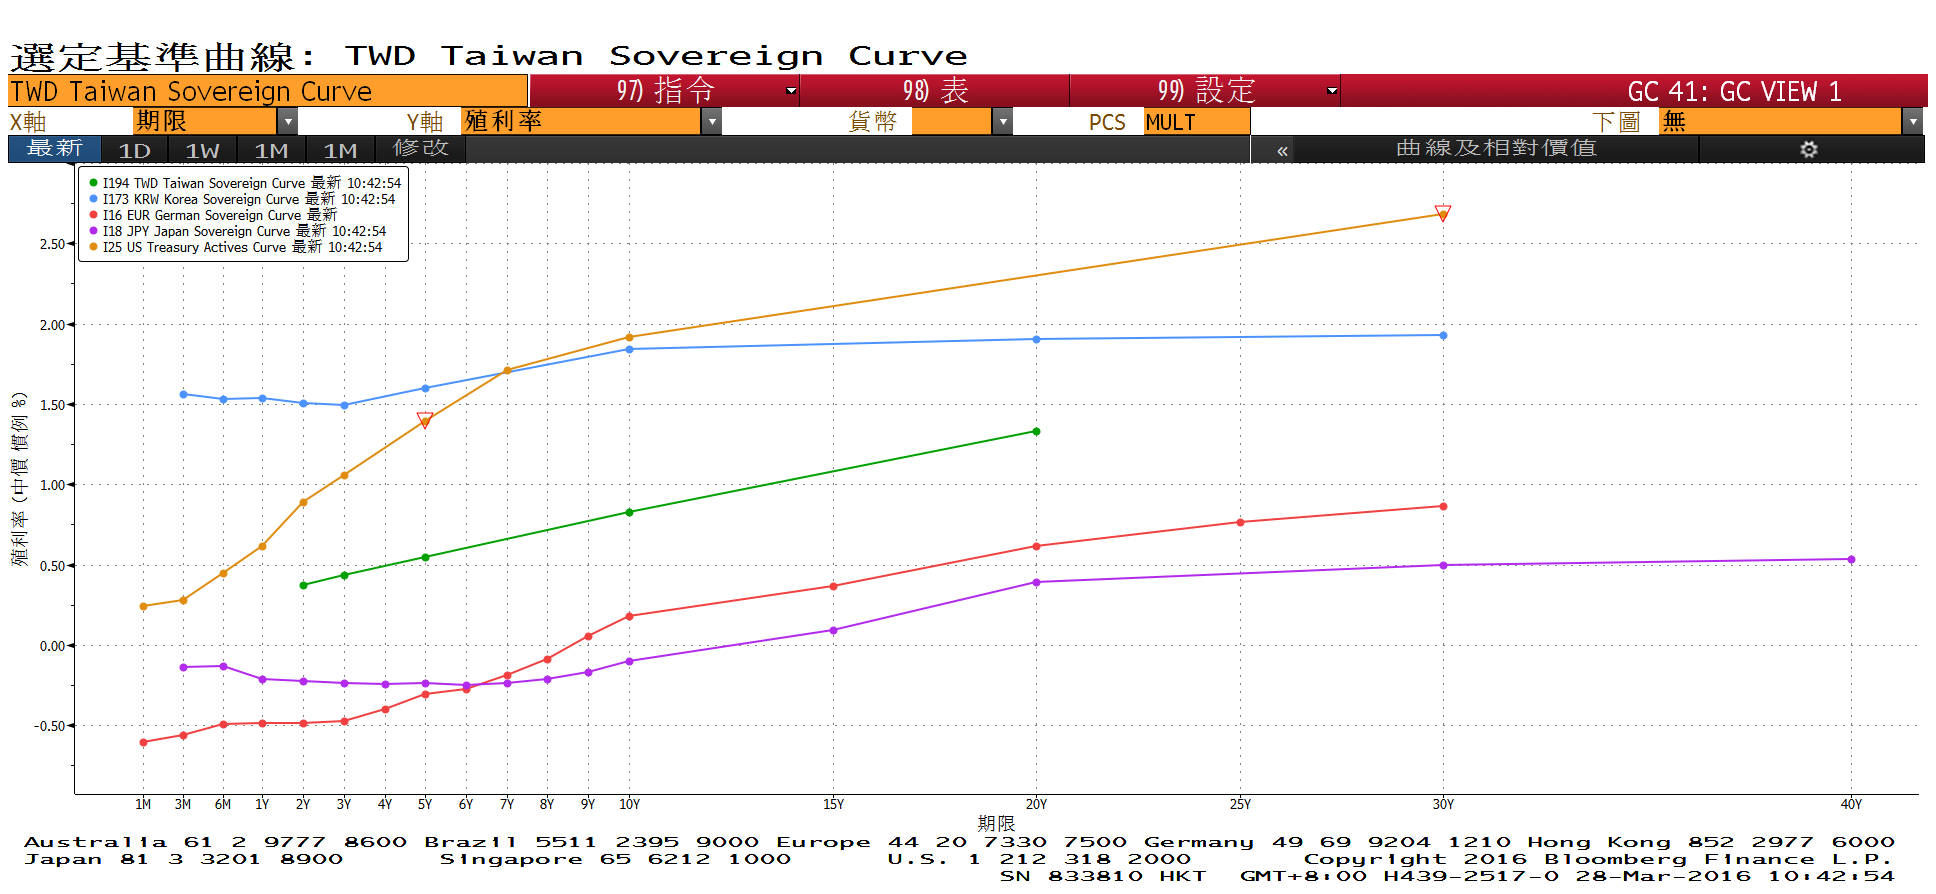 選定基準曲線: TWD Taiwan Sovereign Curve
TWD Taiwan Sovereign Curve 97) 指令 98) 表 99) 設定 GC 41: GC VIEW 1
X軸 期限 Y軸 殖利率 貨幣 PCS MULT 下圖 無
最新 1D 1W 1M 1M 修改 « 曲線及相對價值
I194 TWD Taiwan Sovereign Curve 最新 10:42:54
I173 KRW Korea Sovereign Curve 最新 10:42:54
I16 EUR German Sovereign Curve 最新
I18 JPY Japan Sovereign Curve 最新 10:42:54
I25 US Treasury Actives Curve 最新 10:42:54
2.50
2.00
1.50
1.00
0.50
0.00
-0.50
殖利率 (中價 慣例 %)
1M 3M 6M 1Y 2Y 3Y 4Y 5Y 6Y 7Y 8Y 9Y 10Y 15Y 20Y 25Y 30Y 40Y
期限
Australia 61 2 9777 8600 Brazil 5511 2395 9000 Europe 44 20 7330 7500 Germany 49 69 9204 1210 Hong Kong 852 2977 6000
Japan 81 3 3201 8900 Singapore 65 6212 1000 U.S. 1 212 318 2000 Copyright 2016 Bloomberg Finance L.P.
SN 833810 HKT GMT+8:00 H439-2517-0 28-Mar-2016 10:42:54